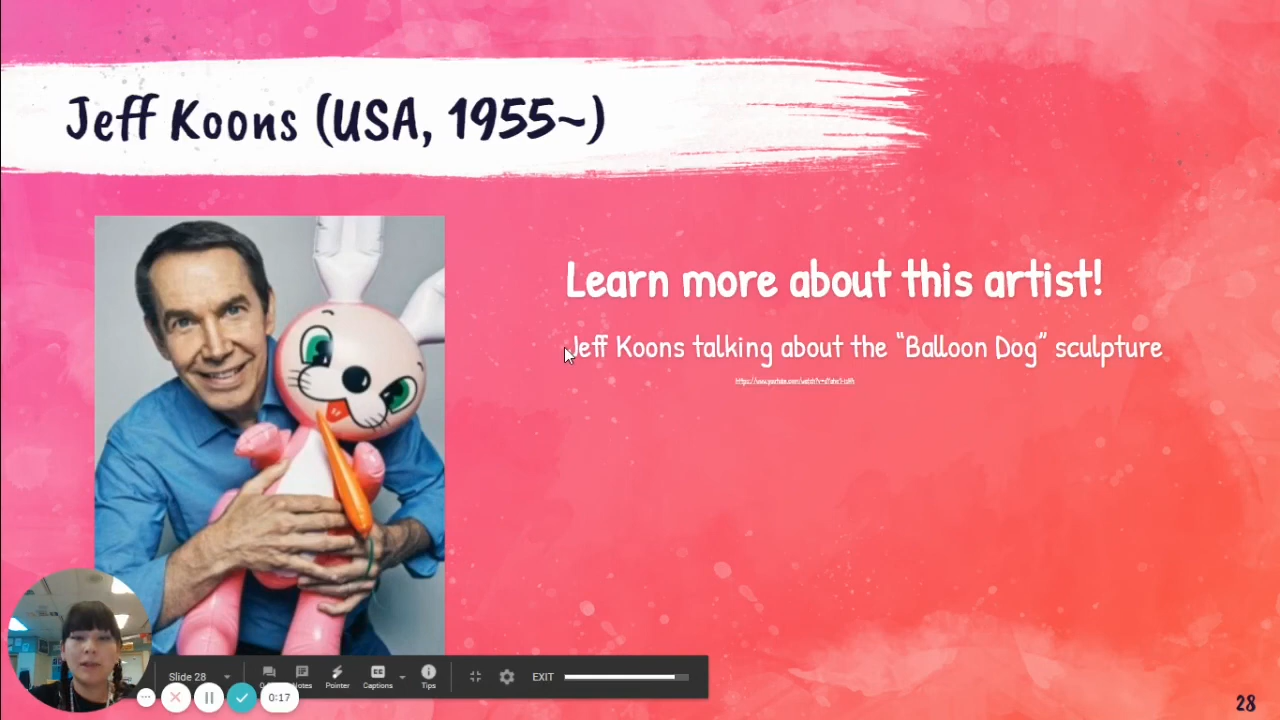 Jeff Koons (USA, 1955~)
Learn more about this artist!
Jeff Koons talking about the “Balloon Dog” sculpture
Slide 28
Notes
Pointer
Captions
Tips
EXIT
0:17
28